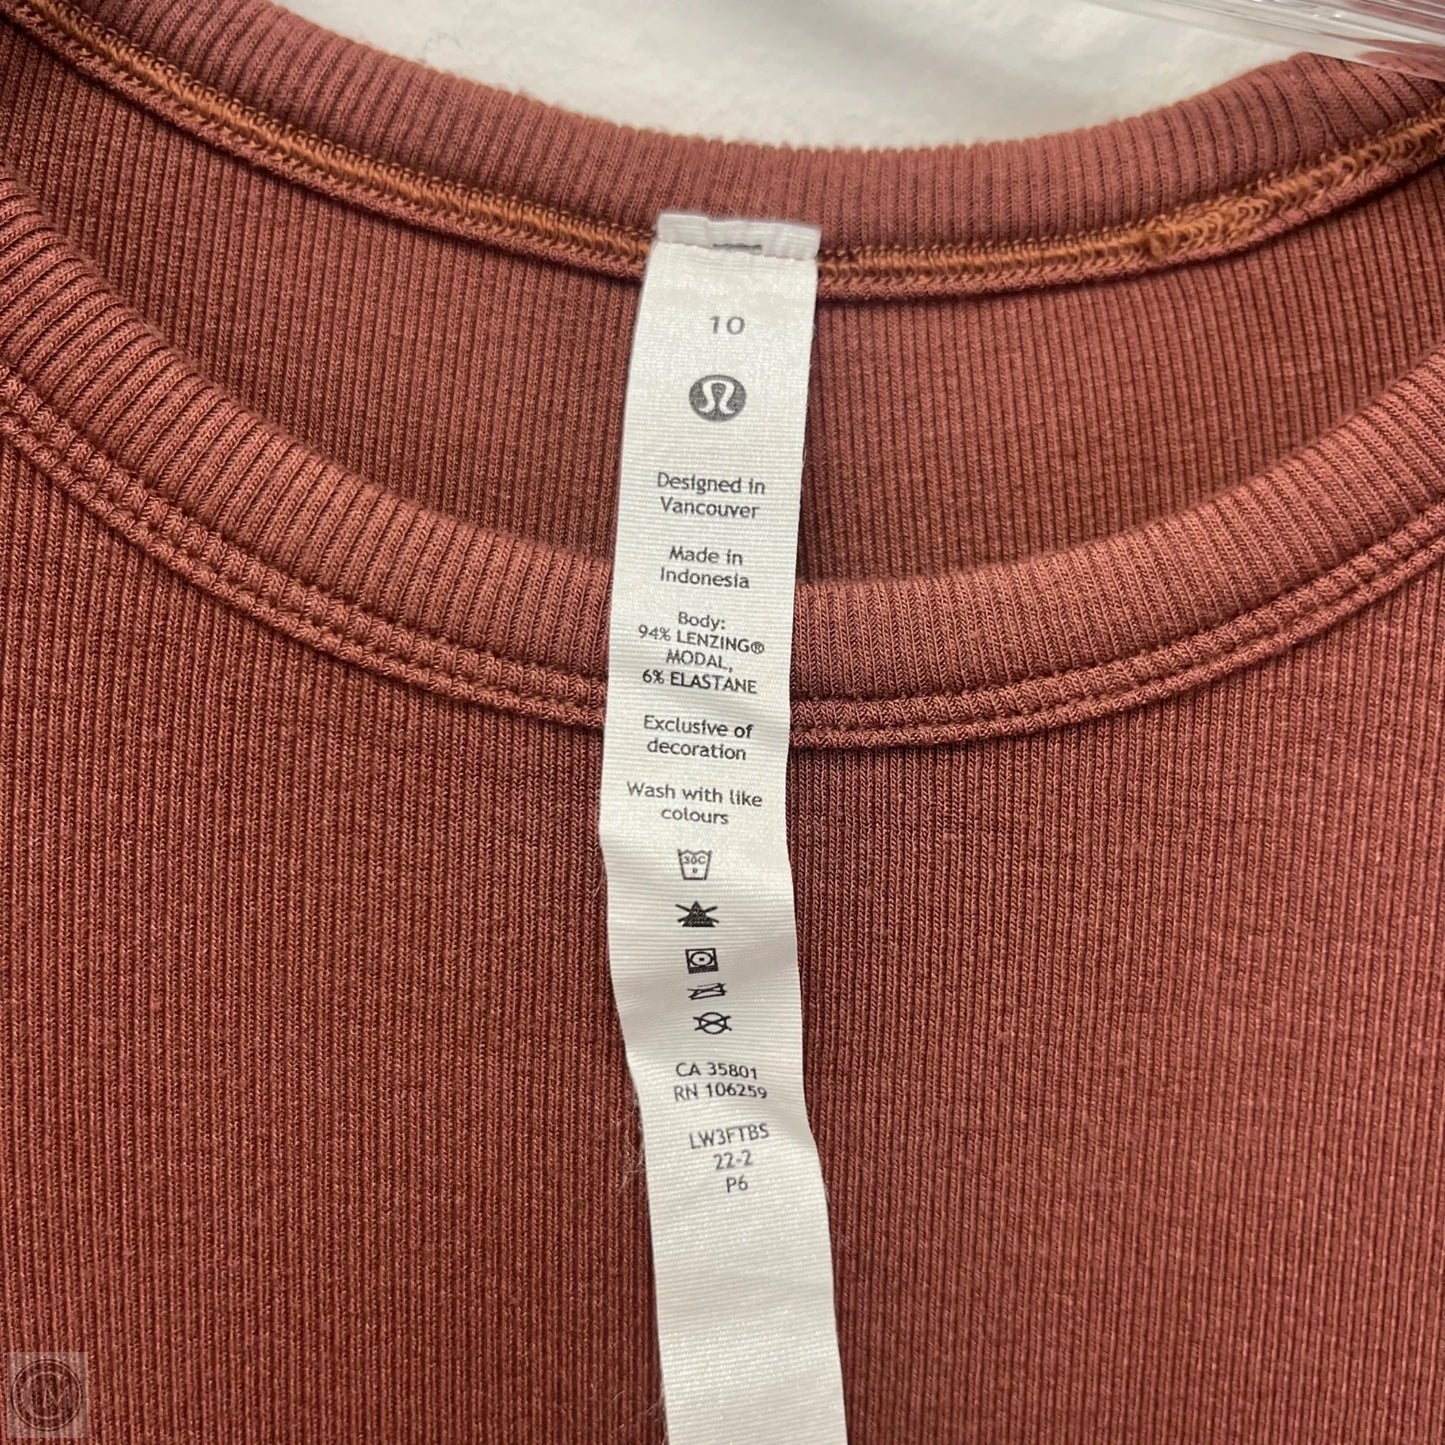 10
Designed in
Vancouver
Made in
Indonesia
Body:
94% LENZING®
MODAL,
6% ELASTANE
Exclusive of
decoration
Wash with like
colours
30C
CA 35801
RN 106259
LW3FTBS
22-2
P6